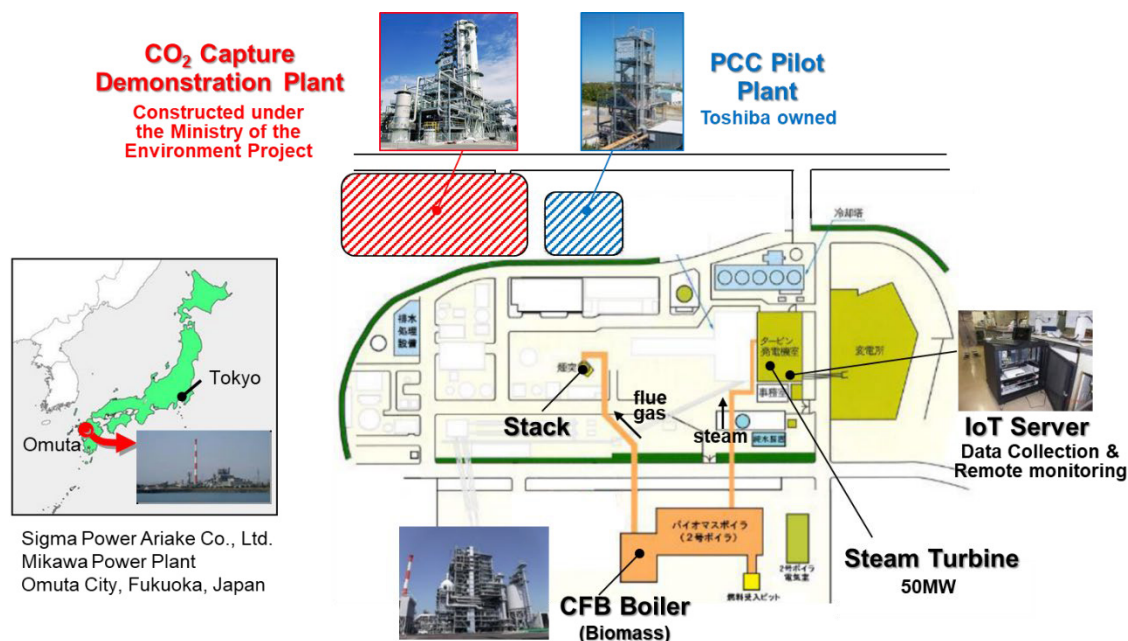 CO₂ Capture
Demonstration Plant
Constructed under
the Ministry of the
Environment Project
PCC Pilot
Plant
Toshiba owned
冷却塔
排水
処理
設備
煙突
タービン
発電機室
変電所
事務室
純水装置
Stack
flue
gas
steam
IoT Server
Data Collection &
Remote monitoring
Tokyo
Omuta
Sigma Power Ariake Co., Ltd.
Mikawa Power Plant
Omuta City, Fukuoka, Japan
バイオマスボイラ
(2号ボイラ)
2号ボイラ
電気室
燃料受入ピット
CFB Boiler
(Biomass)
Steam Turbine
50MW